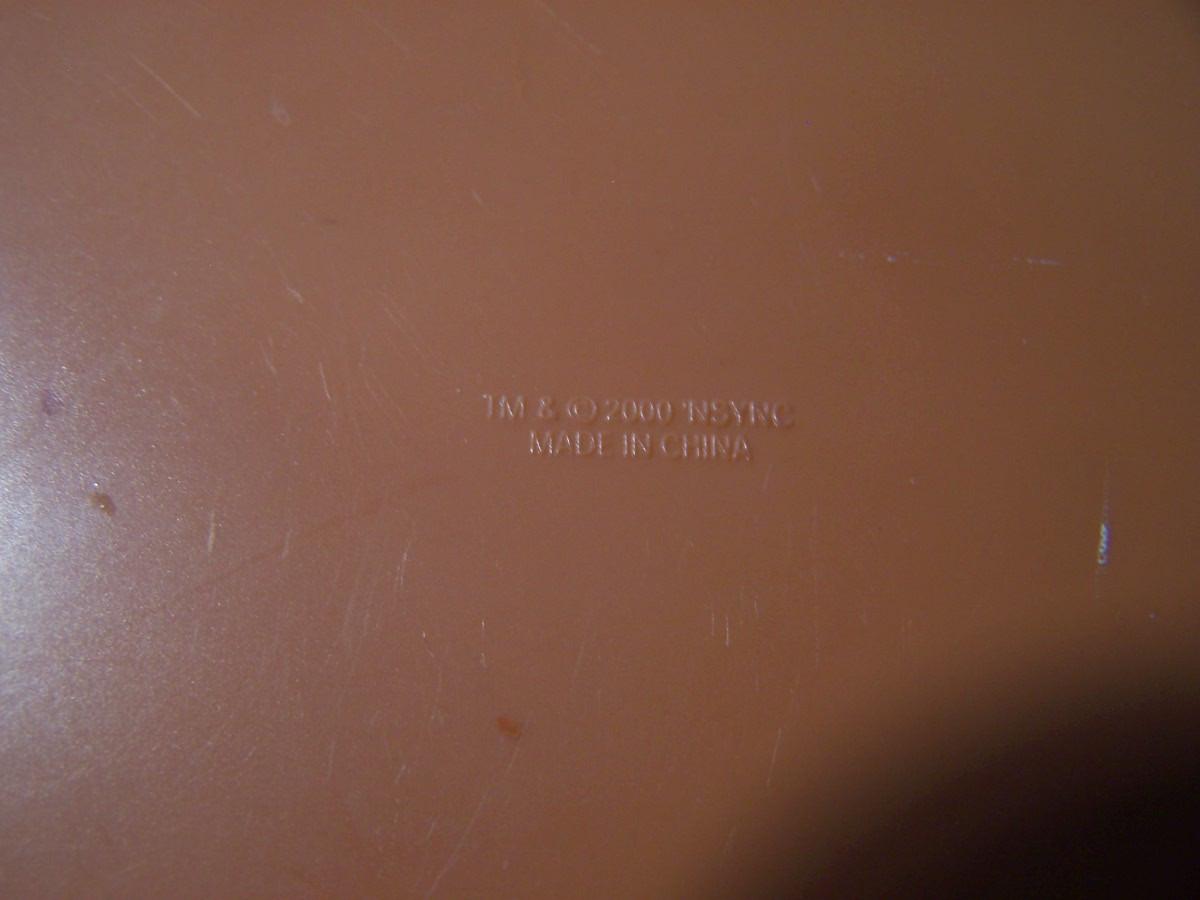 TM & © 2000 'NSYNC
MADE IN CHINA